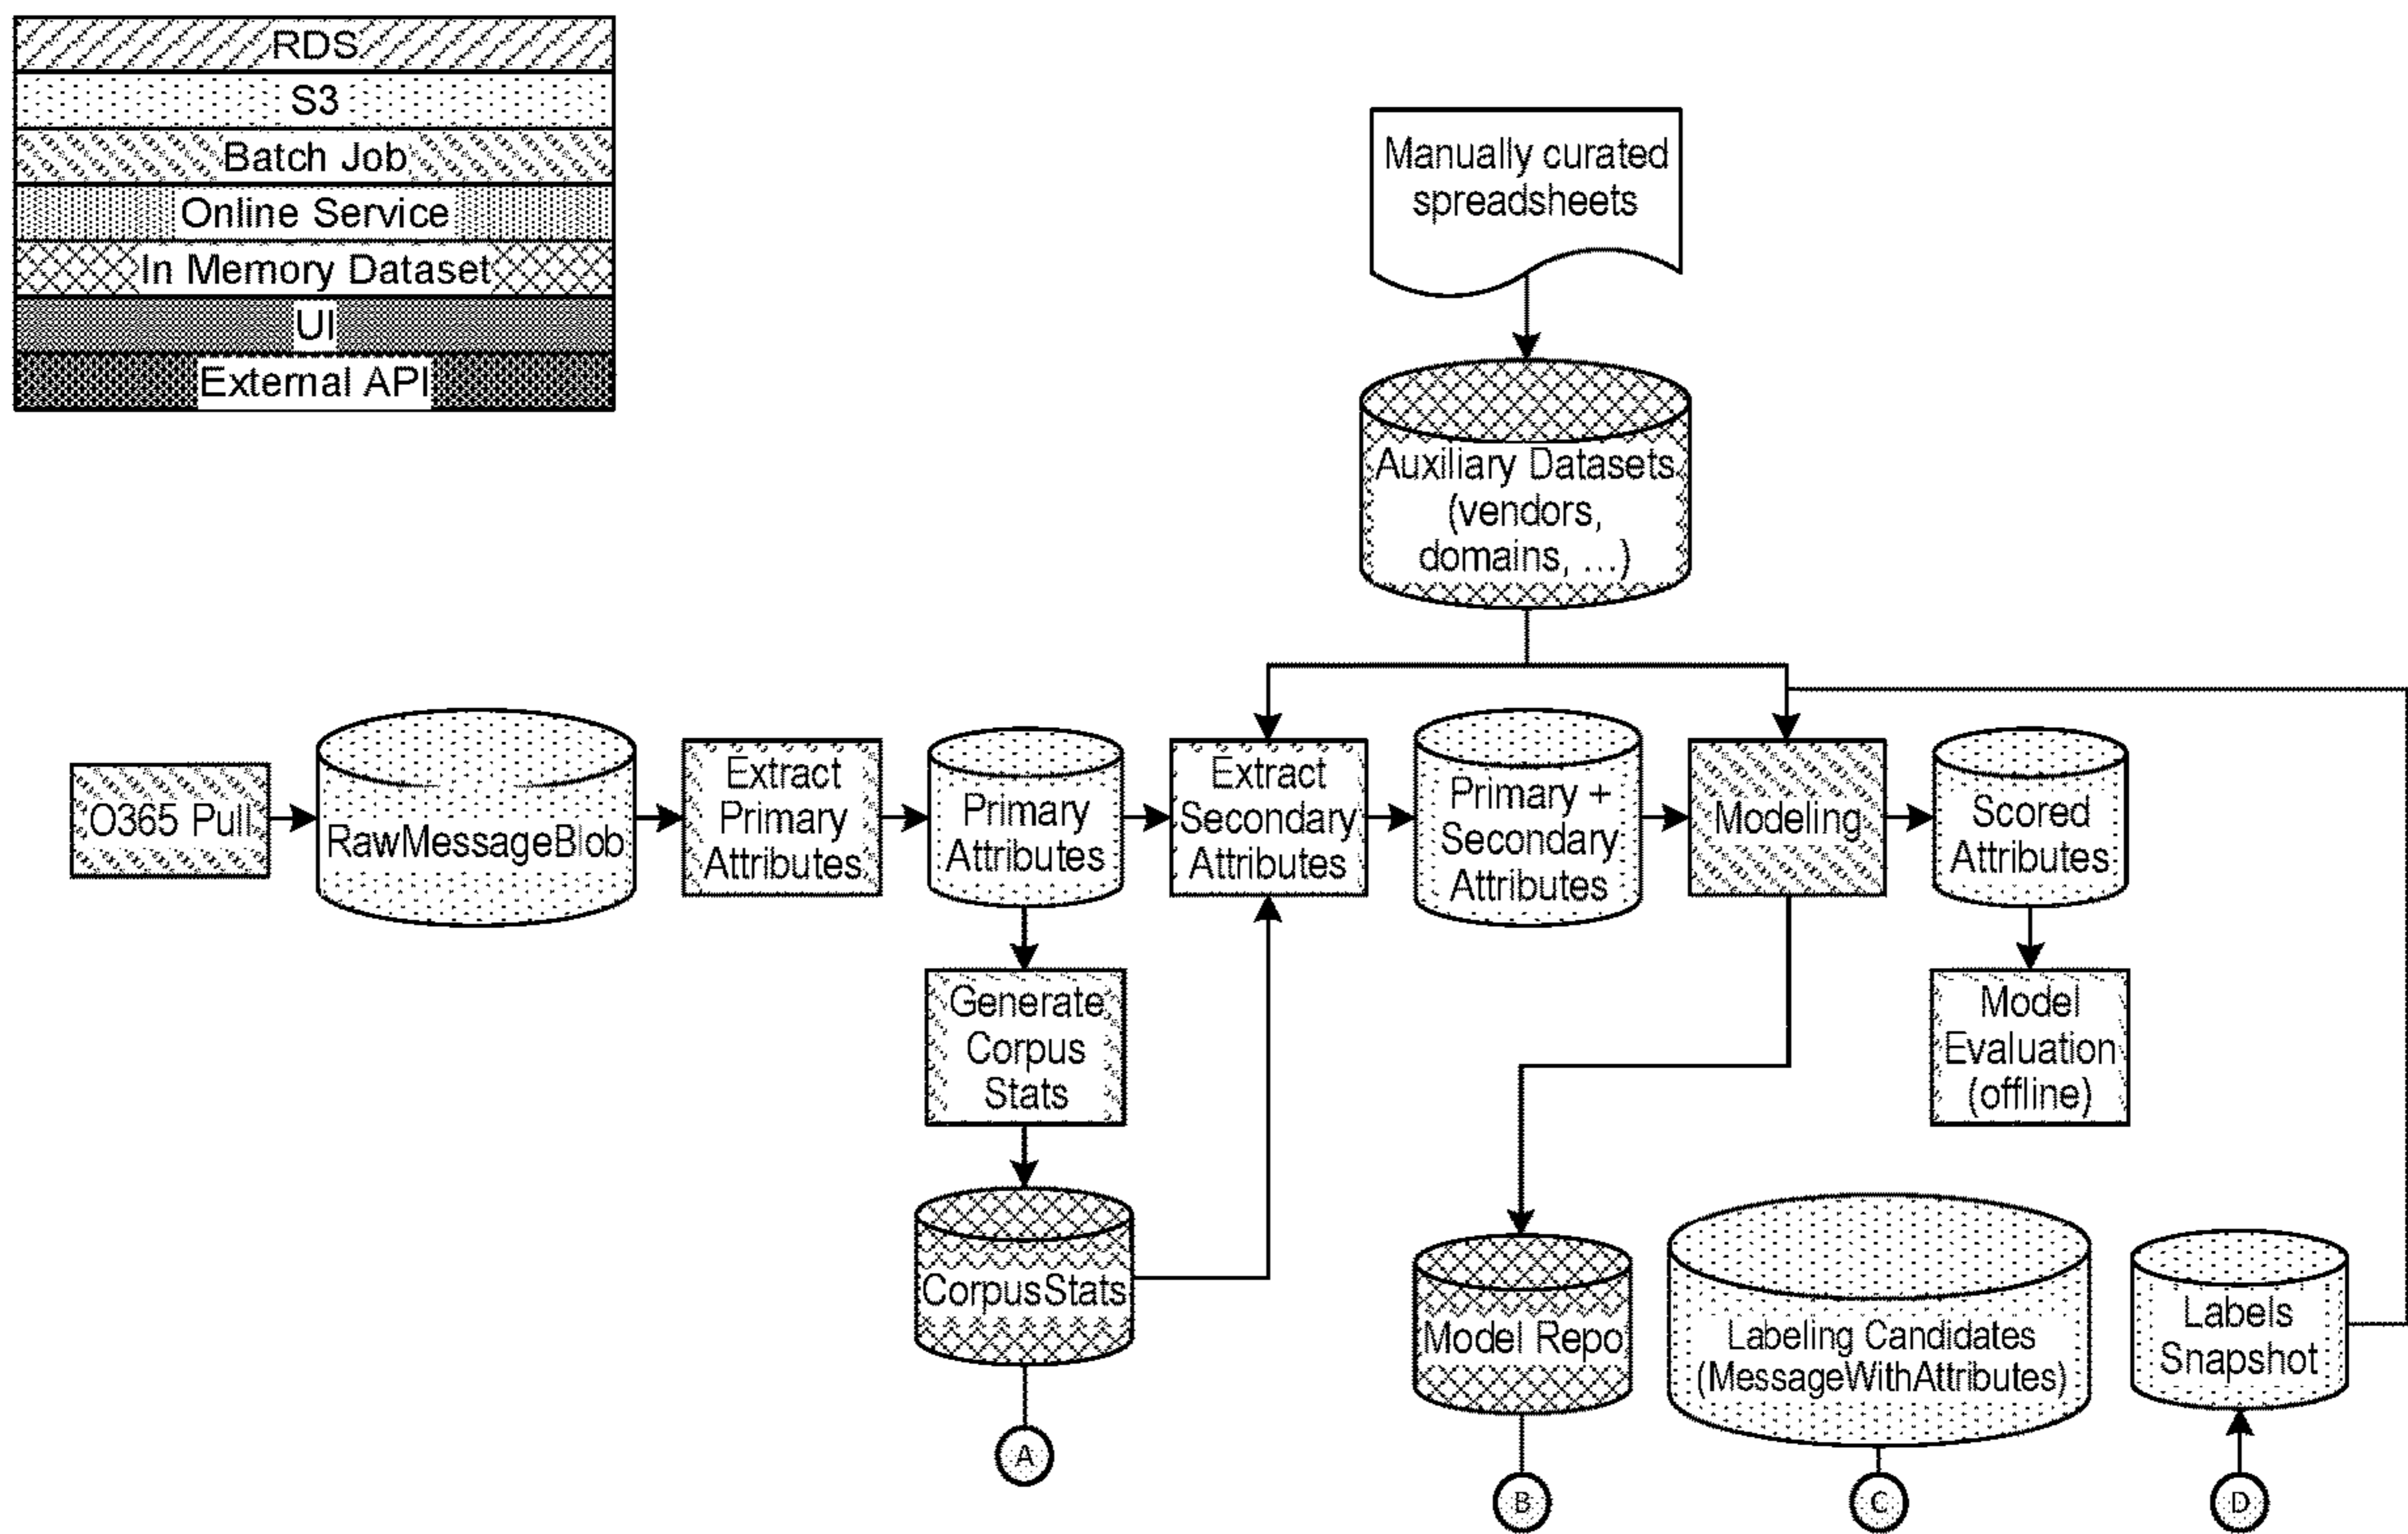 RDS
S3
Batch Job
Online Service
In Memory Dataset
UI
External API
Manually curated
spreadsheets
Auxiliary Datasets
(vendors,
domains, ...)
O365 Pull
RawMessageBlob
Extract
Primary
Attributes
Primary
Attributes
Extract
Secondary
Attributes
Primary +
Secondary
Attributes
Modeling
Scored
Attributes
Generate
Corpus
Stats
Model
Evaluation
(offline)
CorpusStats
Model Repo
Labeling Candidates
(MessageWithAttributes)
Labels
Snapshot
A
B
C
D